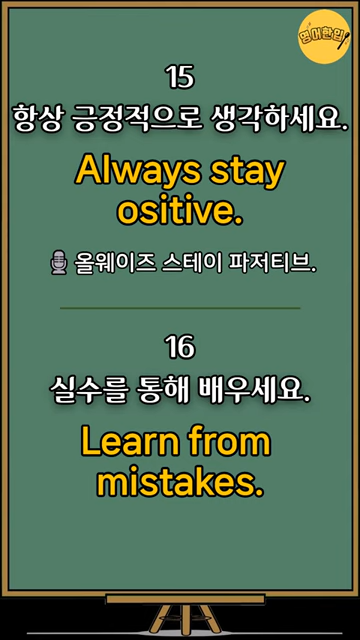 영어한입
15
항상 긍정적으로 생각하세요.
Always stay
ositive.
올웨이즈 스테이 파저티브.
16
실수를 통해 배우세요.
Learn from
mistakes.